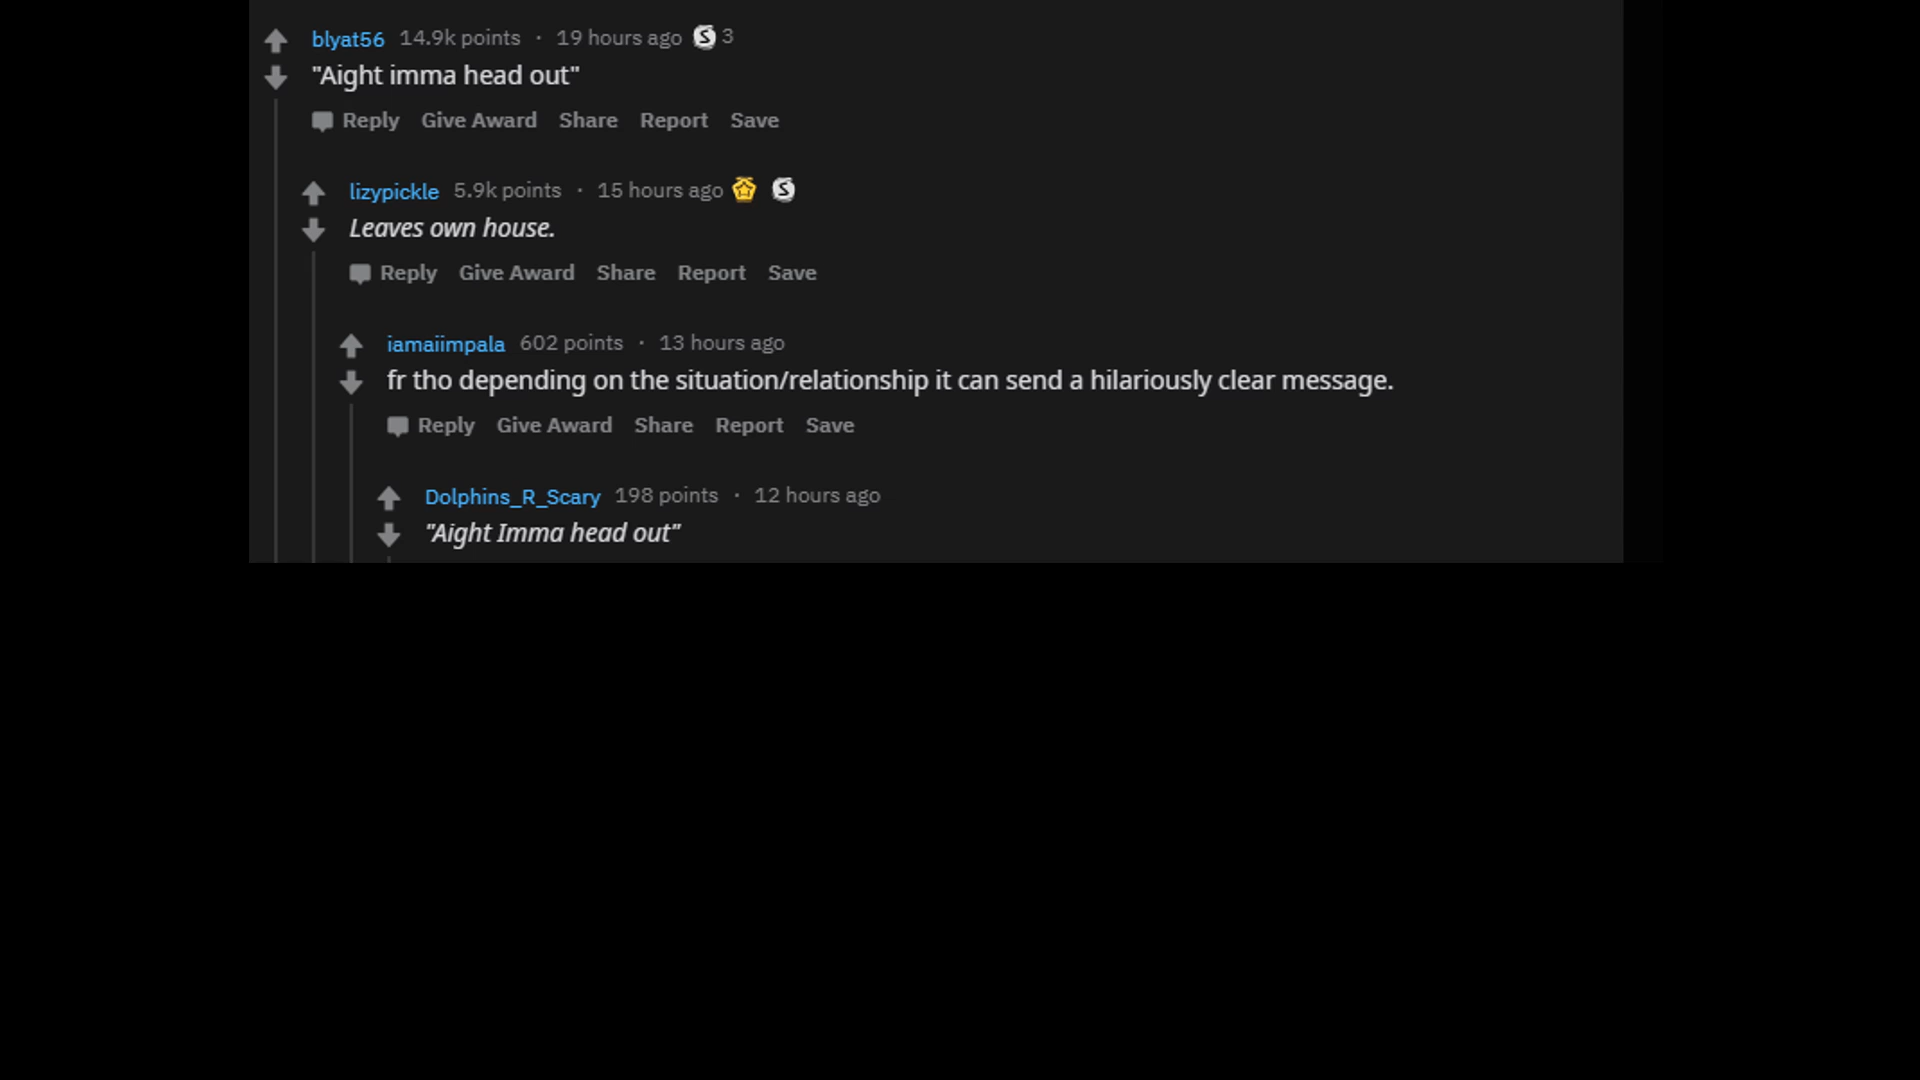 blyat56 14.9k points · 19 hours ago S 3
"Aight imma head out"
Reply Give Award Share Report Save
lizypickle 5.9k points · 15 hours ago S
Leaves own house.
Reply Give Award Share Report Save
iamaiimpala 602 points · 13 hours ago
fr tho depending on the situation/relationship it can send a hilariously clear message.
Reply Give Award Share Report Save
Dolphins_R_Scary 198 points · 12 hours ago
"Aight Imma head out"